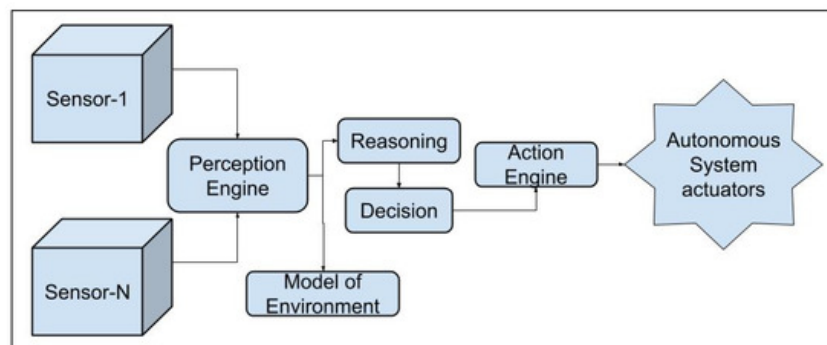 Sensor-1
Sensor-N
Perception
Engine
Reasoning
Decision
Model of
Environment
Action
Engine
Autonomous
System
actuators